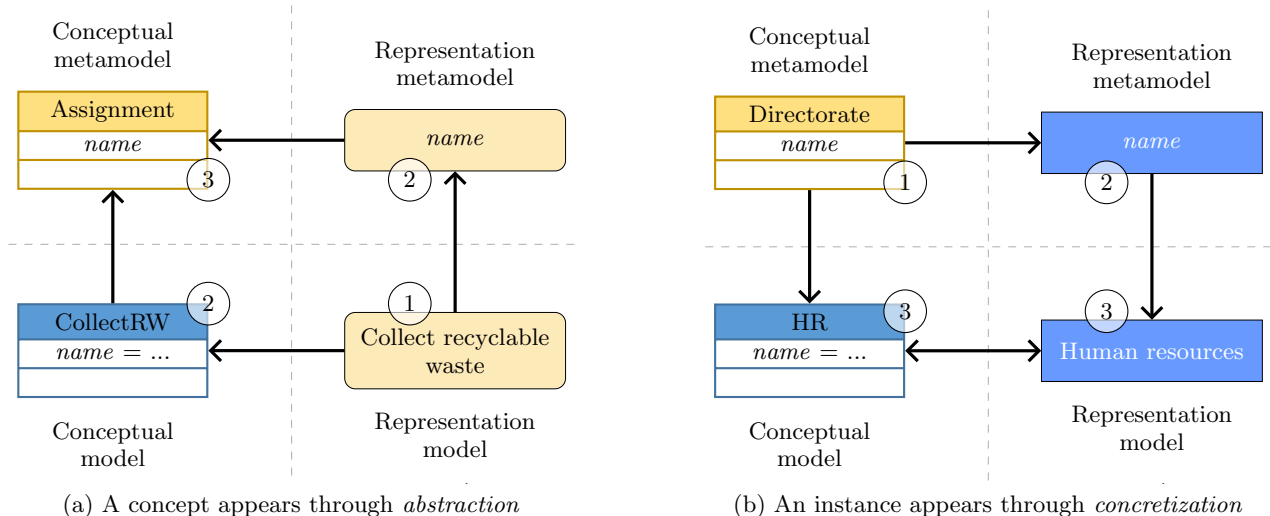 Conceptual
metamodel
Representation
metamodel
Assignment
name
3
name
2
CollectRW
name = ...
2
1
Collect recyclable
waste
Conceptual
model
Representation
model
(a) A concept appears through abstraction
Conceptual
metamodel
Representation
metamodel
Directorate
name
1
name
2
HR
name = ...
3
3
Human resources
Conceptual
model
Representation
model
(b) An instance appears through concretization